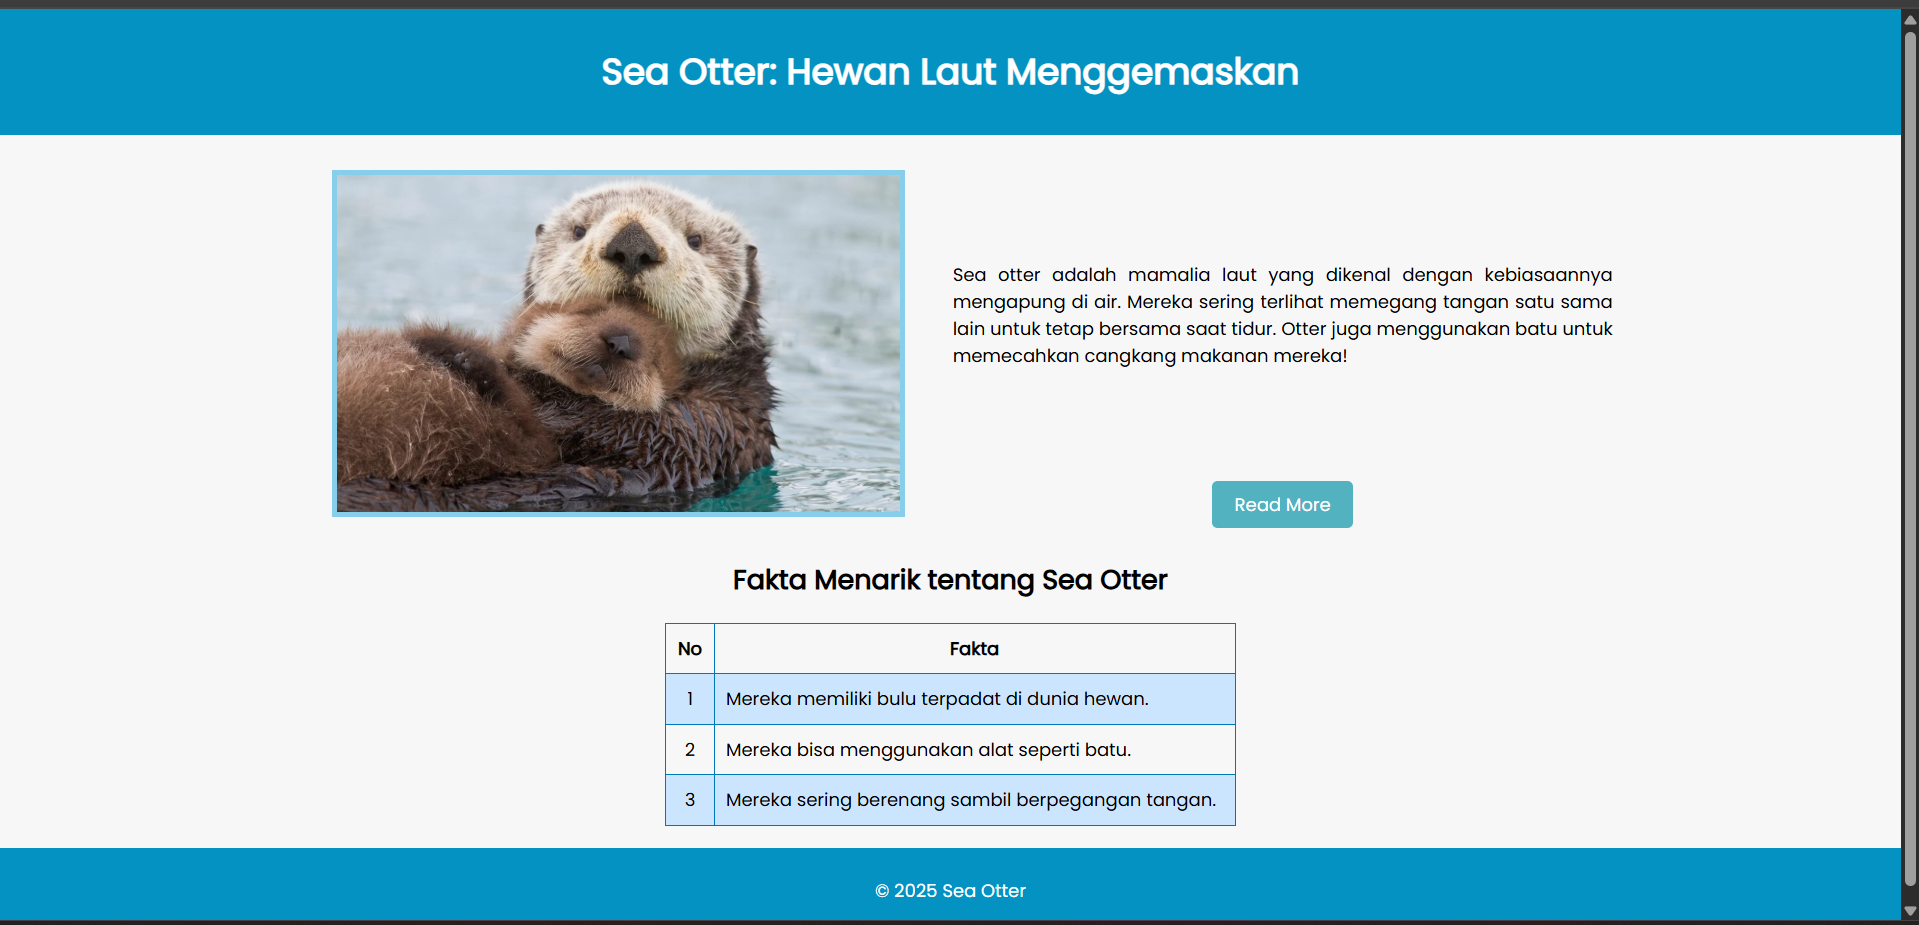 Sea Otter: Hewan Laut Menggemaskan
Sea otter adalah mamalia laut yang dikenal dengan kebiasaannya
mengapung di air. Mereka sering terlihat memegang tangan satu sama
lain untuk tetap bersama saat tidur. Otter juga menggunakan batu untuk
memecahkan cangkang makanan mereka!
Read More
Fakta Menarik tentang Sea Otter
No Fakta
1 Mereka memiliki bulu terpadat di dunia hewan.
2 Mereka bisa menggunakan alat seperti batu.
3 Mereka sering berenang sambil berpegangan tangan.
© 2025 Sea Otter